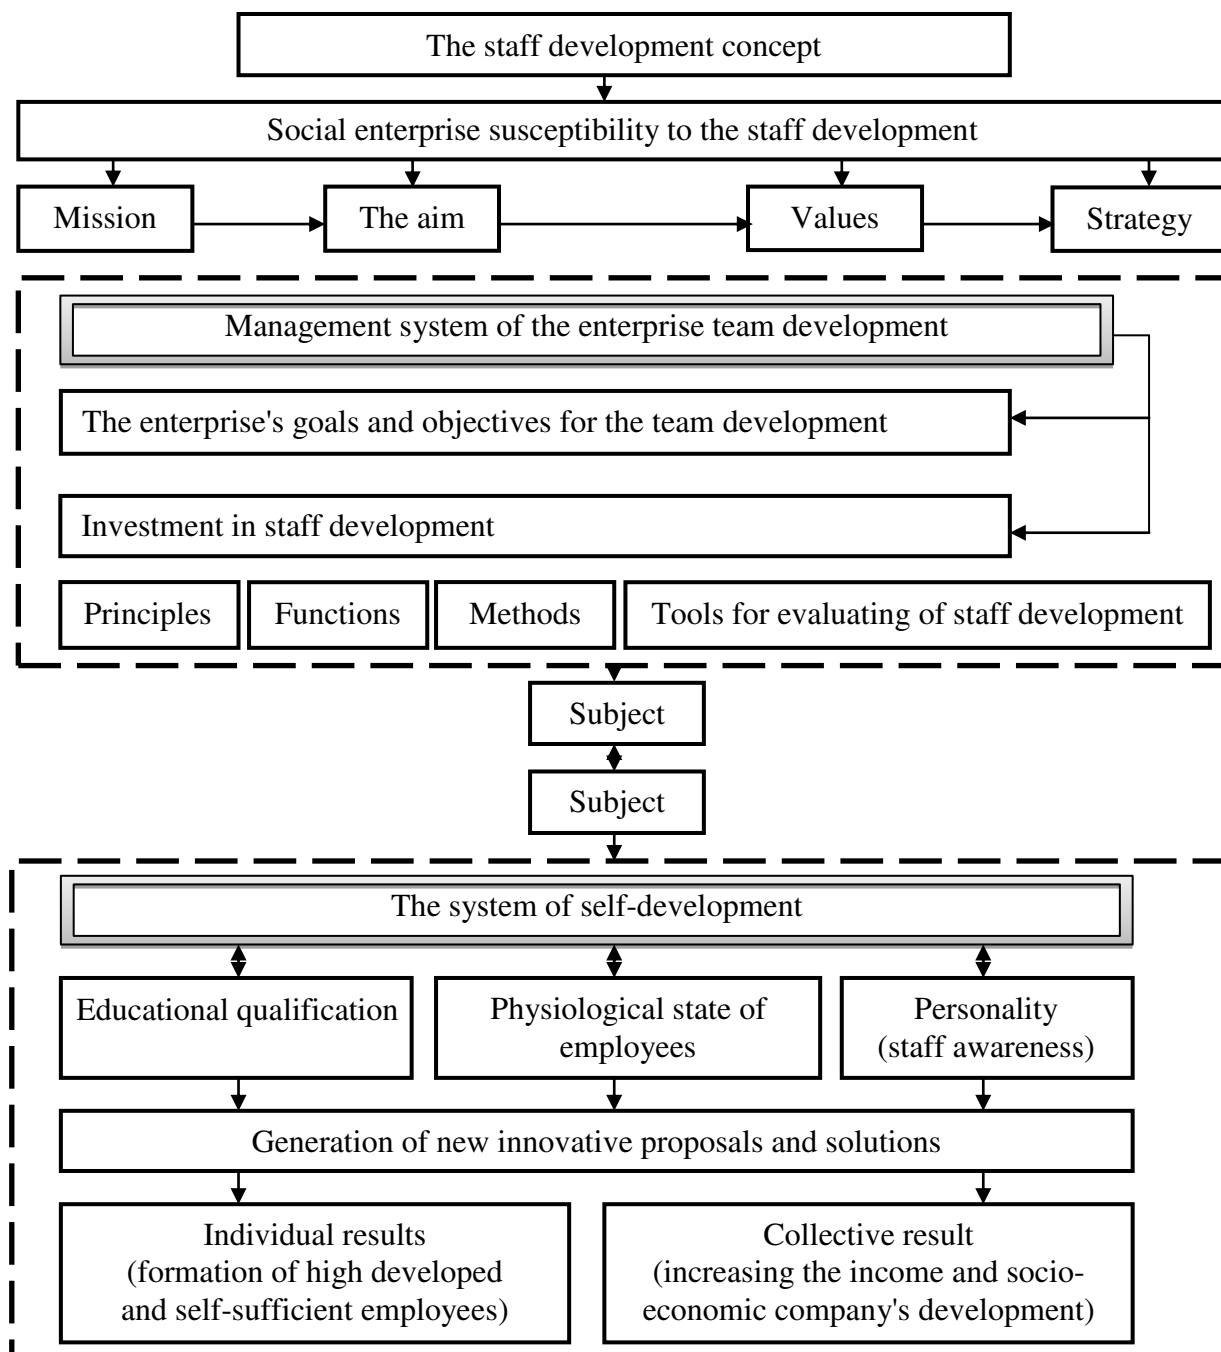 The staff development concept
Social enterprise susceptibility to the staff development
Mission
The aim
Values
Strategy
Management system of the enterprise team development
The enterprise's goals and objectives for the team development
Investment in staff development
Principles
Functions
Methods
Tools for evaluating of staff development
Subject
Subject
The system of self-development
Educational qualification
Physiological state of
employees
Personality
(staff awareness)
Generation of new innovative proposals and solutions
Individual results
(formation of high developed
and self-sufficient employees)
Collective result
(increasing the income and socio-
economic company's development)